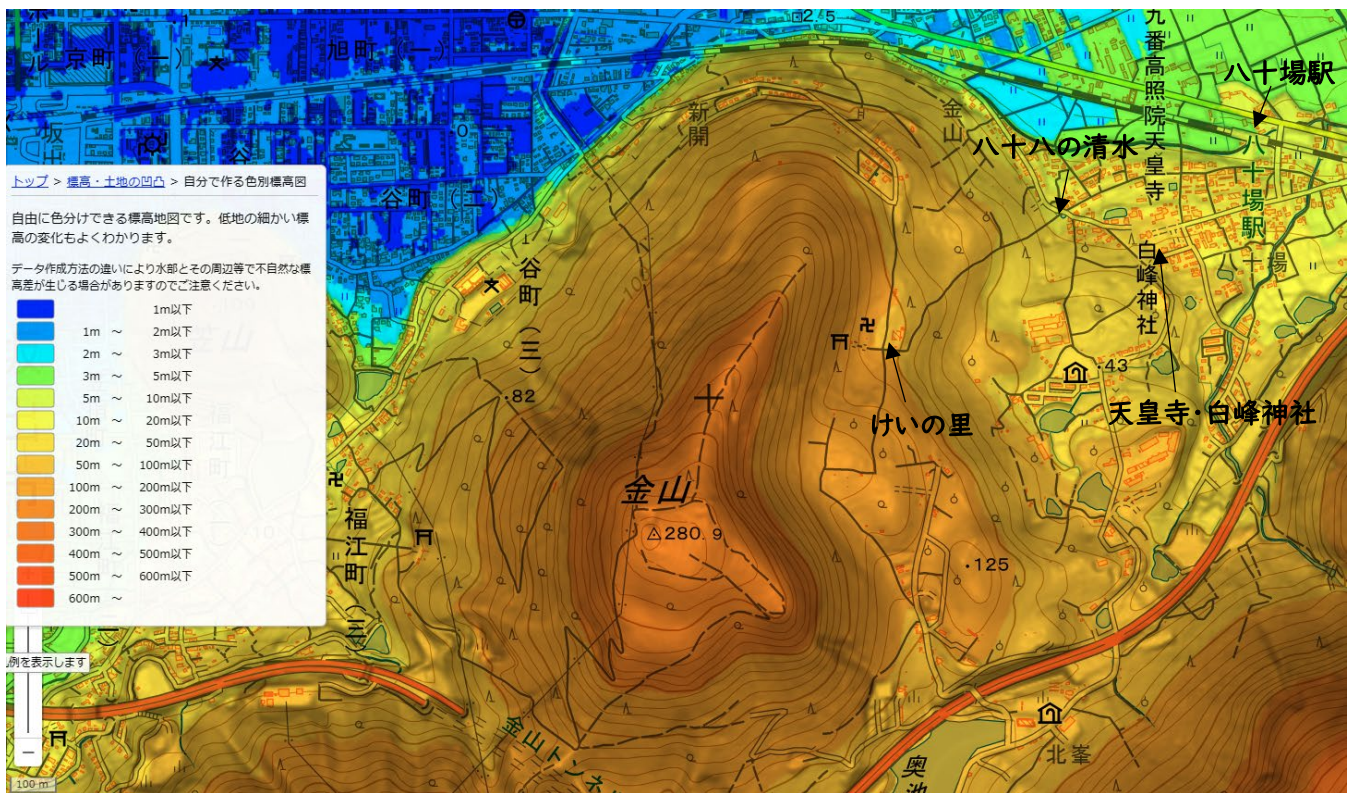 トップ > 標高・土地の凹凸 > 自分で作る色別標高図
自由に色分けできる標高地図です。低地の細かい標
高の変化もよくわかります。
データ作成方法の違いにより水部とその周辺等で不自然な標
高差が生じる場合がありますのでご注意ください。
1m以下
1m ～ 2m以下
2m ～ 3m以下
3m ～ 5m以下
5m ～ 10m以下
10m ～ 20m以下
20m ～ 50m以下
50m ～ 100m以下
100m ～ 200m以下
200m ～ 300m以下
300m ～ 400m以下
400m ～ 500m以下
500m ～ 600m以下
600m ～
例を表示します
100 m
京町(一)
旭町(一)
2.5
谷町(二)
谷町(三)
福江町(三)
新開
金山
九番高照院天皇寺
八十場駅
八十八の清水
八十場駅
白峰神社
天皇寺・白峰神社
けいの里
82
43
金山
280.9
125
金山トンネ
奥池
北峯